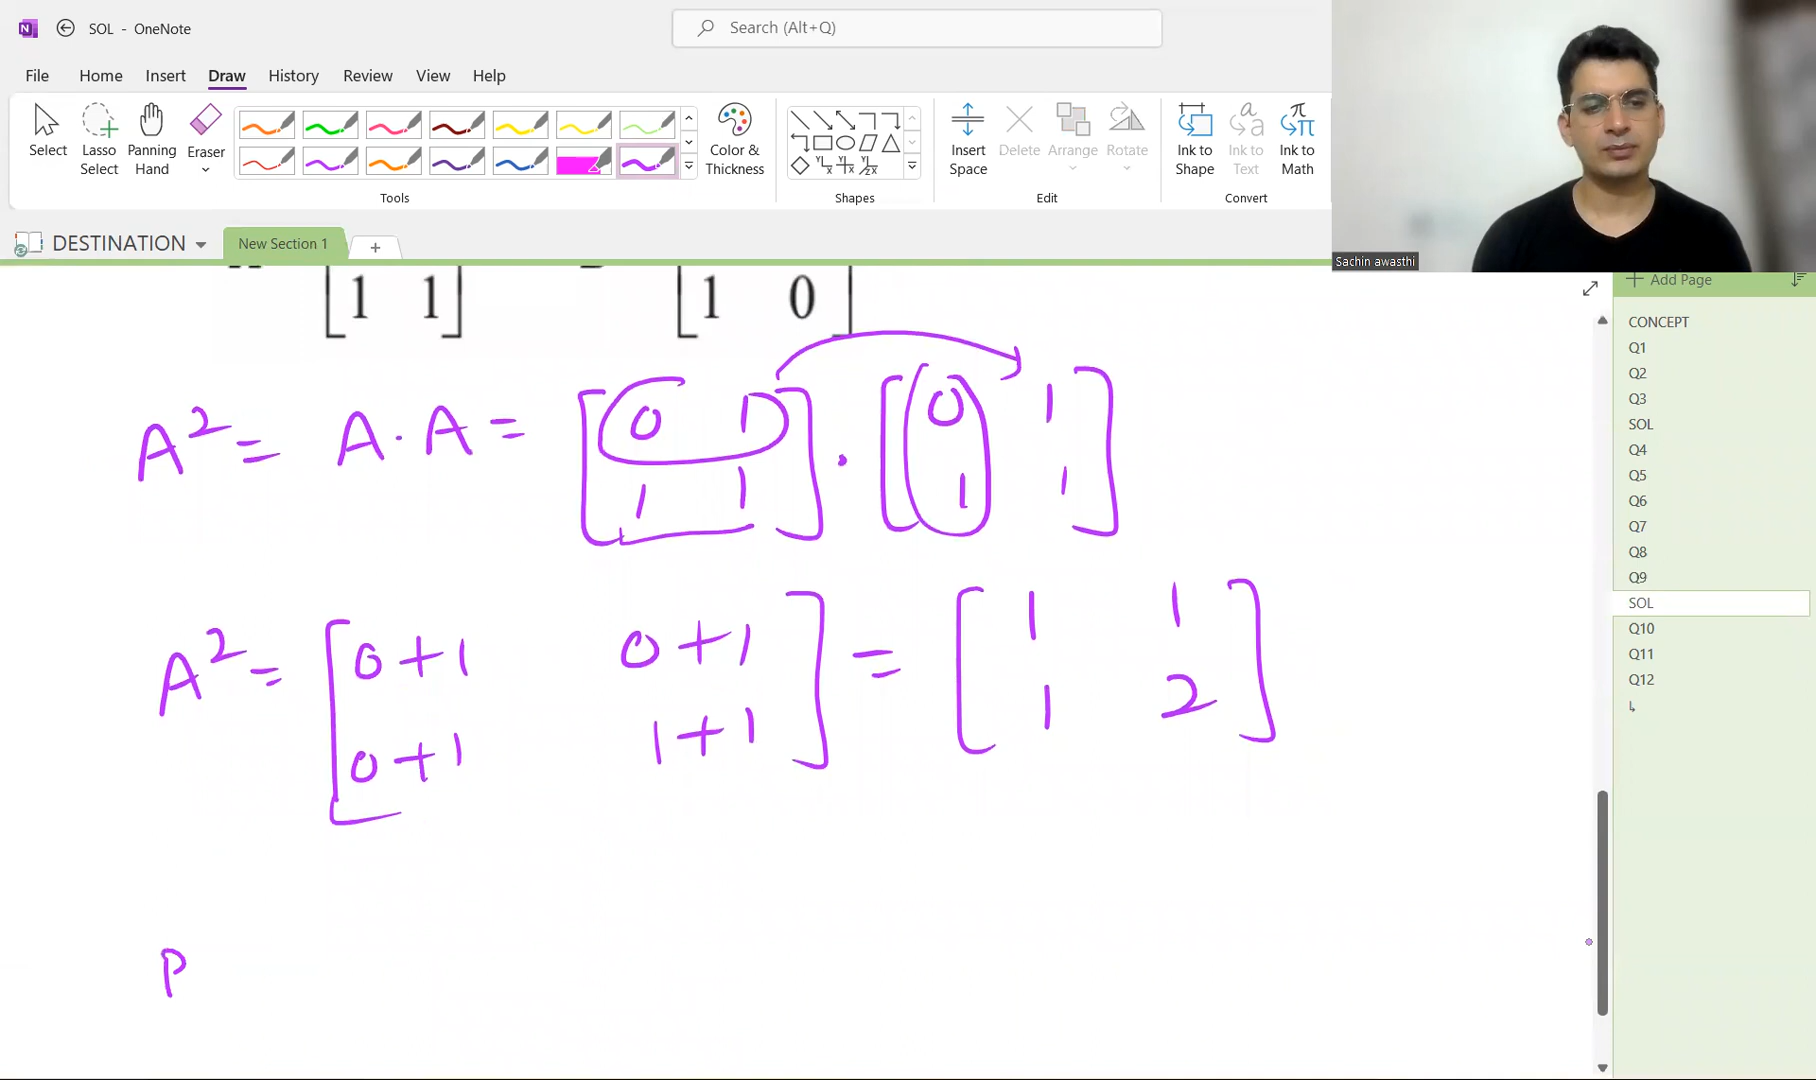 SOL - OneNote
Search (Alt+Q)
File Home Insert Draw History Review View Help
Select
Lasso Select
Panning Hand
Eraser
Color & Thickness
Insert Space
Delete
Arrange
Rotate
Ink to Shape
Ink to Text
Ink to Math
Tools Shapes Edit Convert
Sachin awasthi
DESTINATION
New Section 1
Add Page
CONCEPT
Q1
Q2
Q3
SOL
Q4
Q5
Q6
Q7
Q8
Q9
SOL
Q10
Q11
Q12
[1 1] [1 0]
A² = A · A = [0 1] · [0 1]
[1 1] [1 1]
A² = [0+1 0+1] = [1 1]
[0+1 1+1] [1 2]
P